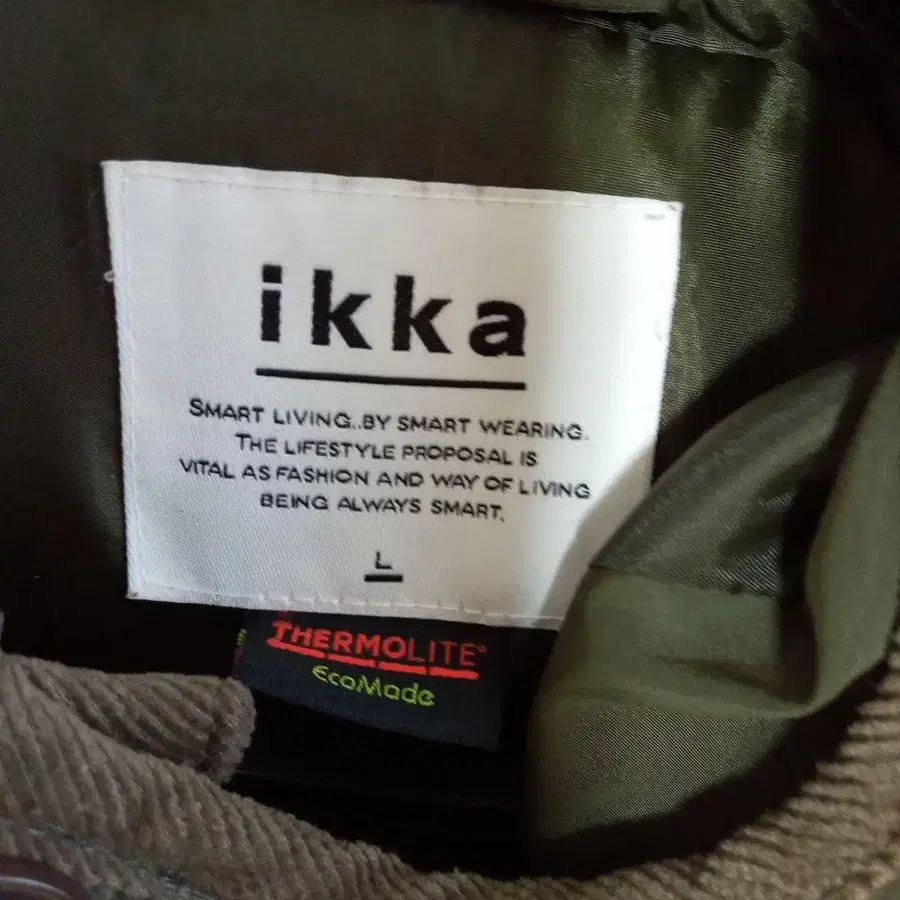 ikka
SMART LIVING..BY SMART WEARING.
THE LIFESTYLE PROPOSAL IS
VITAL AS FASHION AND WAY OF LIVING
BEING ALWAYS SMART.
L
THERMOLITE®
EcoMade